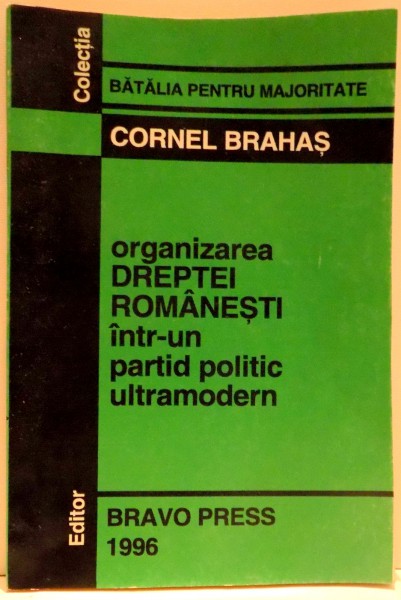 Colecția
BĂTĂLIA PENTRU MAJORITATE
CORNEL BRAHAȘ
organizarea
DREPTEI
ROMÂNEȘTI
într-un
partid politic
ultramodern
Editor
BRAVO PRESS
1996